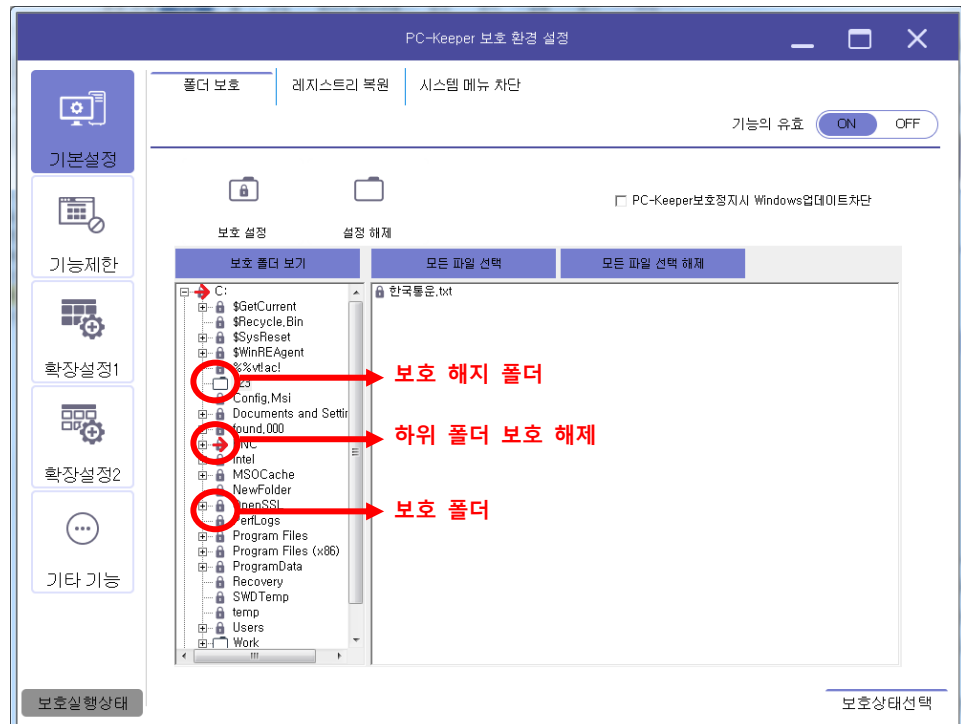 PC-Keeper 보호 환경 설정
폴더 보호
레지스트리 복원
시스템 메뉴 차단
기능의 유효
ON
OFF
기본설정
기능제한
확장설정1
확장설정2
기타 기능
보호 설정
설정 해제
PC-Keeper보호정지시 Windows업데이트차단
보호 폴더 보기
모든 파일 선택
모든 파일 선택 해제
C:
$GetCurrent
$Recycle.Bin
$SysReset
$WinREAgent
%%vt!ac!
Config.Msi
Documents and Settin
found.000
Intel
MSOCache
NewFolder
OpenSSL
PerfLogs
Program Files
Program Files (x86)
ProgramData
Recovery
SWDTemp
temp
Users
Work
한국통운.txt
보호 해지 폴더
하위 폴더 보호 해제
보호 폴더
보호실행상태
보호상태선택